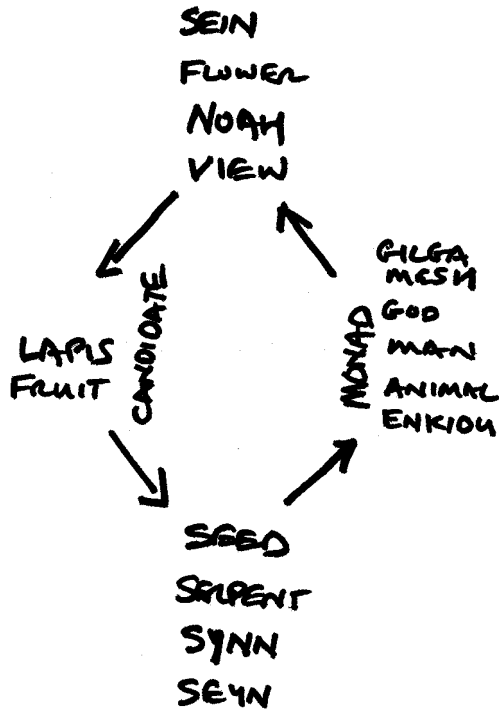 SEIN
FLOWER
NOAH
VIEW
CANDIDATE
LAPIS
FRUIT
GILGA
MESH
MONAD
GOD
MAN
ANIMAL
ENKIDU
SEED
SERPENT
SYNN
SEYN